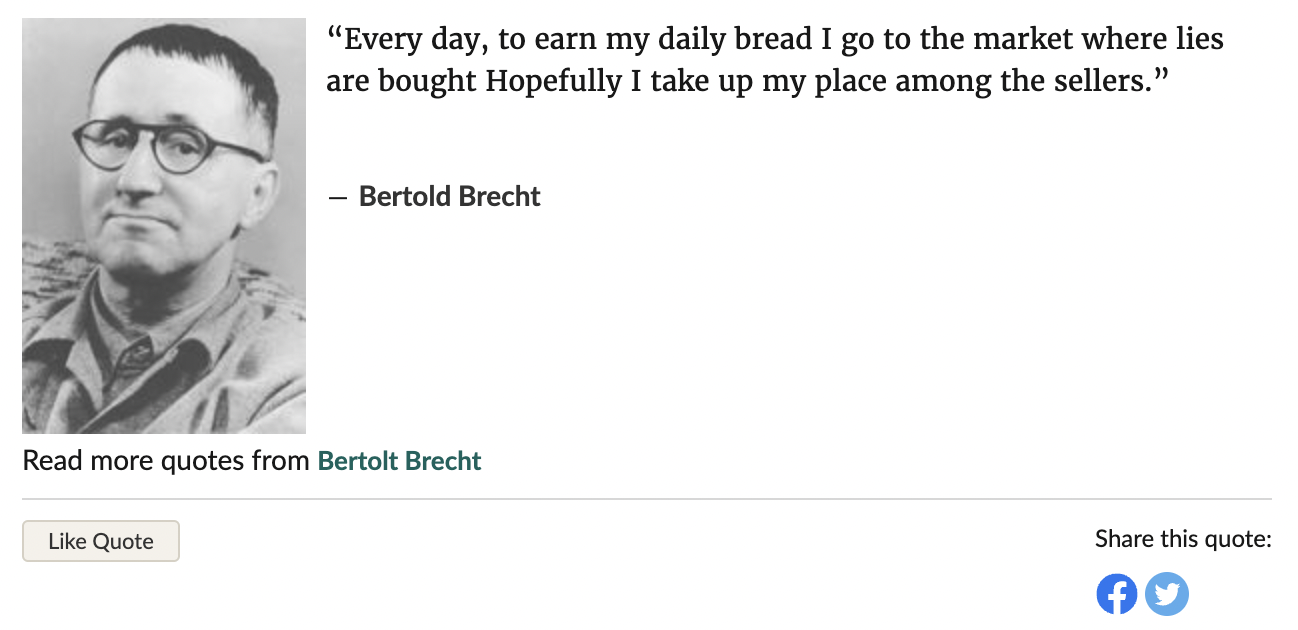 “Every day, to earn my daily bread I go to the market where lies
are bought Hopefully I take up my place among the sellers.”
— Bertold Brecht
Read more quotes from Bertolt Brecht
Like Quote
Share this quote: